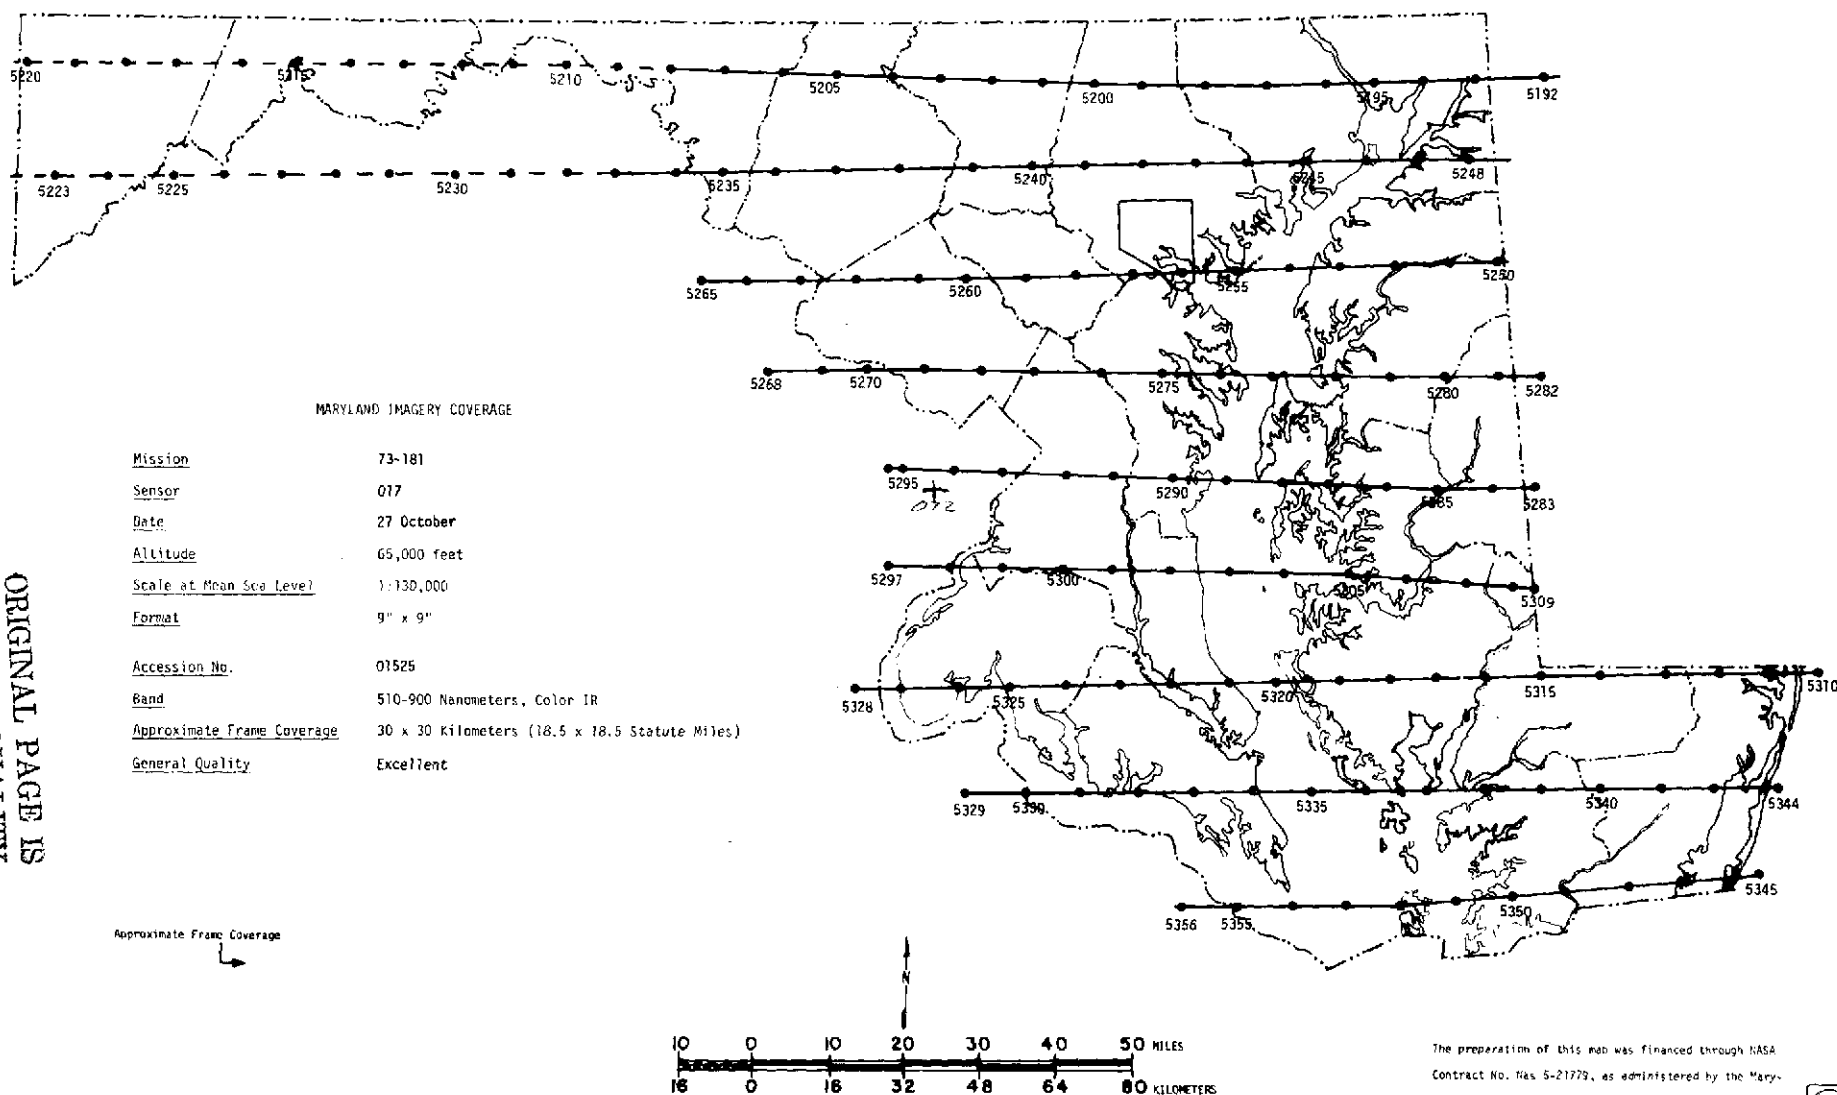 5220 5215 5210 5205 5200 5195 5192
5223 5225 5230 5235 5240 5245 5248
5265 5260 5255 5250
5268 5270 5275 5280 5282
MARYLAND IMAGERY COVERAGE
Mission 73-181
Sensor 017
Date 27 October
Altitude 65,000 feet
Scale at Mean Sea Level 1:130,000
Format 9" x 9"
Accession No. 01525
Band 510-900 Nanometers, Color IR
Approximate Frame Coverage 30 x 30 Kilometers (18.5 x 18.5 Statute Miles)
General Quality Excellent
5295 5290 5285 5283
5297 5300 5305 5309
5328 5325 5320 5315 5310
5329 5330 5335 5340 5344
5356 5355 5350 5345
ORIGINAL PAGE IS
Approximate Frame Coverage
N
10 0 10 20 30 40 50 MILES
16 0 16 32 48 64 80 KILOMETERS
The preparation of this map was financed through NASA
Contract No. Nas 5-21779, as administered by the Mary-